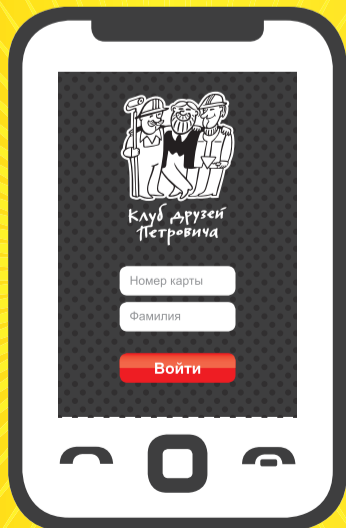 Клуб друзей
Петровича
Номер карты
Фамилия
Войти